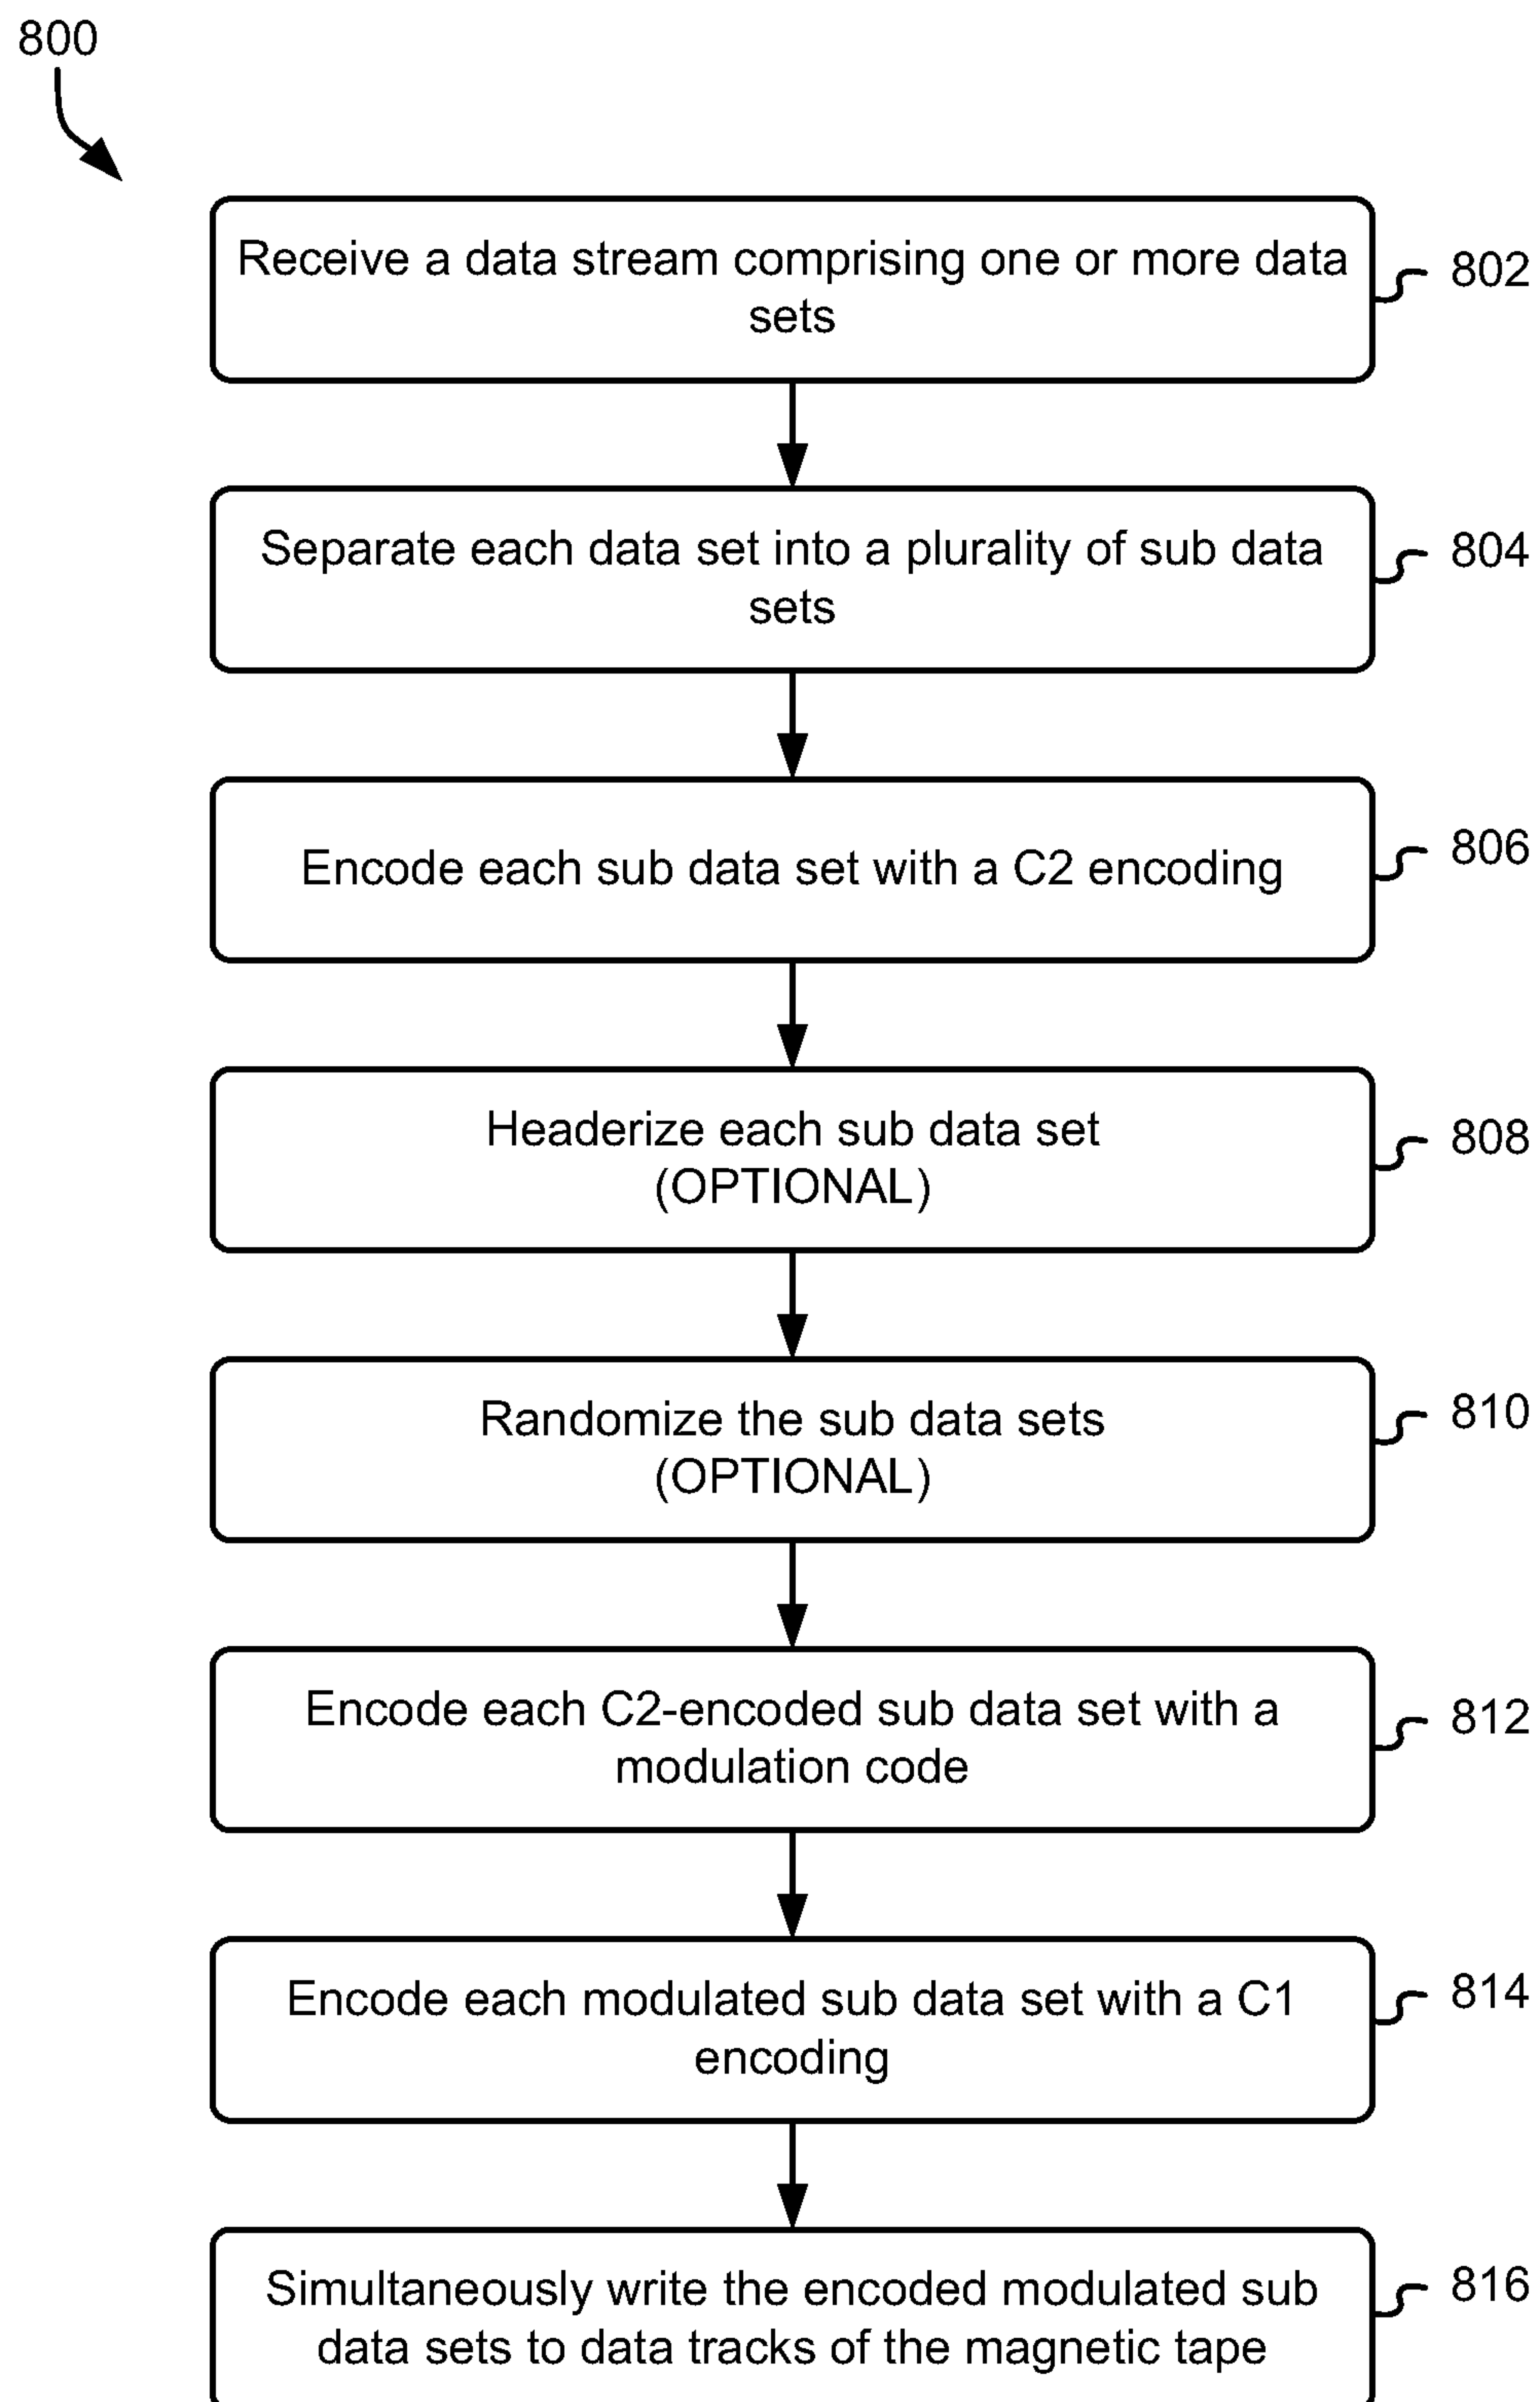 800
Receive a data stream comprising one or more data
sets
802
Separate each data set into a plurality of sub data
sets
804
Encode each sub data set with a C2 encoding
806
Headerize each sub data set
(OPTIONAL)
808
Randomize the sub data sets
(OPTIONAL)
810
Encode each C2-encoded sub data set with a
modulation code
812
Encode each modulated sub data set with a C1
encoding
814
Simultaneously write the encoded modulated sub
data sets to data tracks of the magnetic tape
816